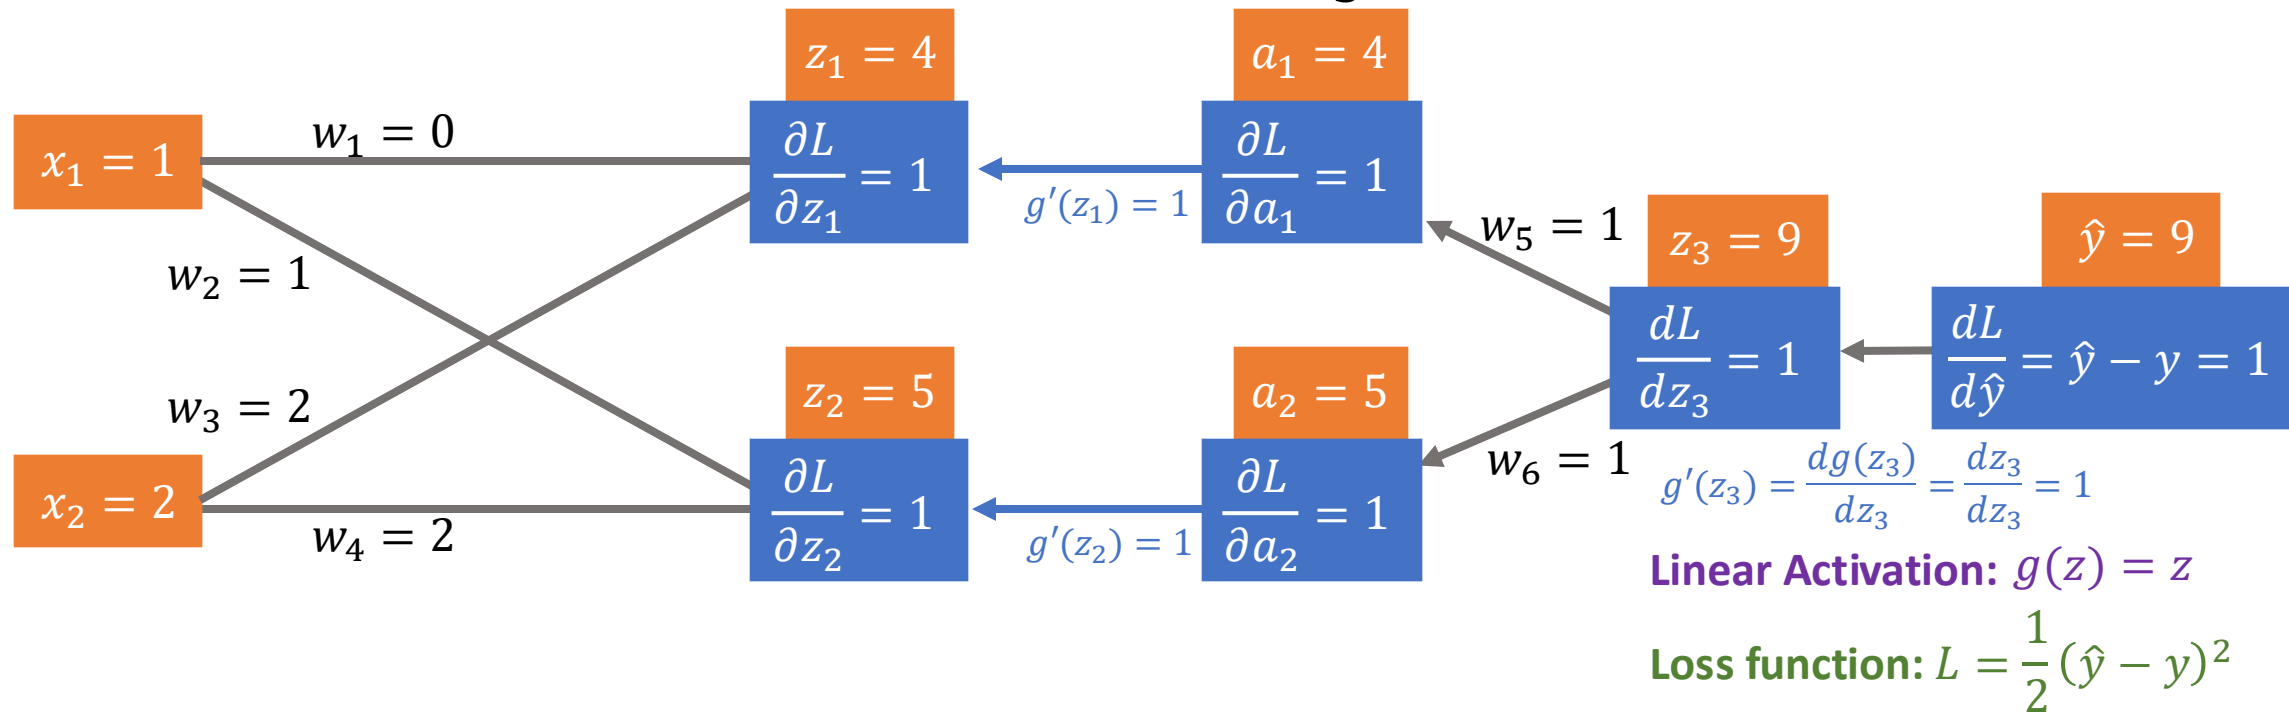 z₁ = 4
a₁ = 4
x₁ = 1
w₁ = 0
∂L/∂z₁ = 1
g′(z₁) = 1
∂L/∂a₁ = 1
w₅ = 1
z₃ = 9
ŷ = 9
w₂ = 1
dL/dz₃ = 1
dL/dŷ = ŷ − y = 1
w₃ = 2
z₂ = 5
a₂ = 5
x₂ = 2
w₄ = 2
∂L/∂z₂ = 1
g′(z₂) = 1
∂L/∂a₂ = 1
w₆ = 1
g′(z₃) = dg(z₃)/dz₃ = dz₃/dz₃ = 1
Linear Activation: g(z) = z
Loss function: L = 1/2 (ŷ − y)²